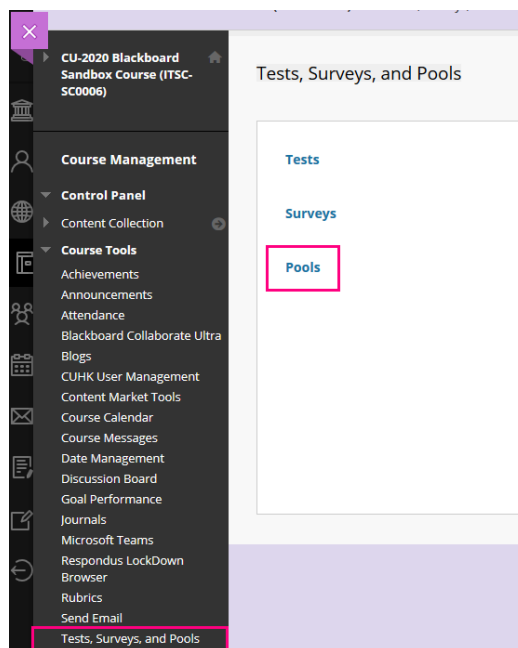 CU-2020 Blackboard
Sandbox Course (ITSC-
SC0006)
Course Management
Control Panel
Content Collection
Course Tools
Achievements
Announcements
Attendance
Blackboard Collaborate Ultra
Blogs
CUHK User Management
Content Market Tools
Course Calendar
Course Messages
Date Management
Discussion Board
Goal Performance
Journals
Microsoft Teams
Respondus LockDown
Browser
Rubrics
Send Email
Tests, Surveys, and Pools
Tests, Surveys, and Pools
Tests
Surveys
Pools